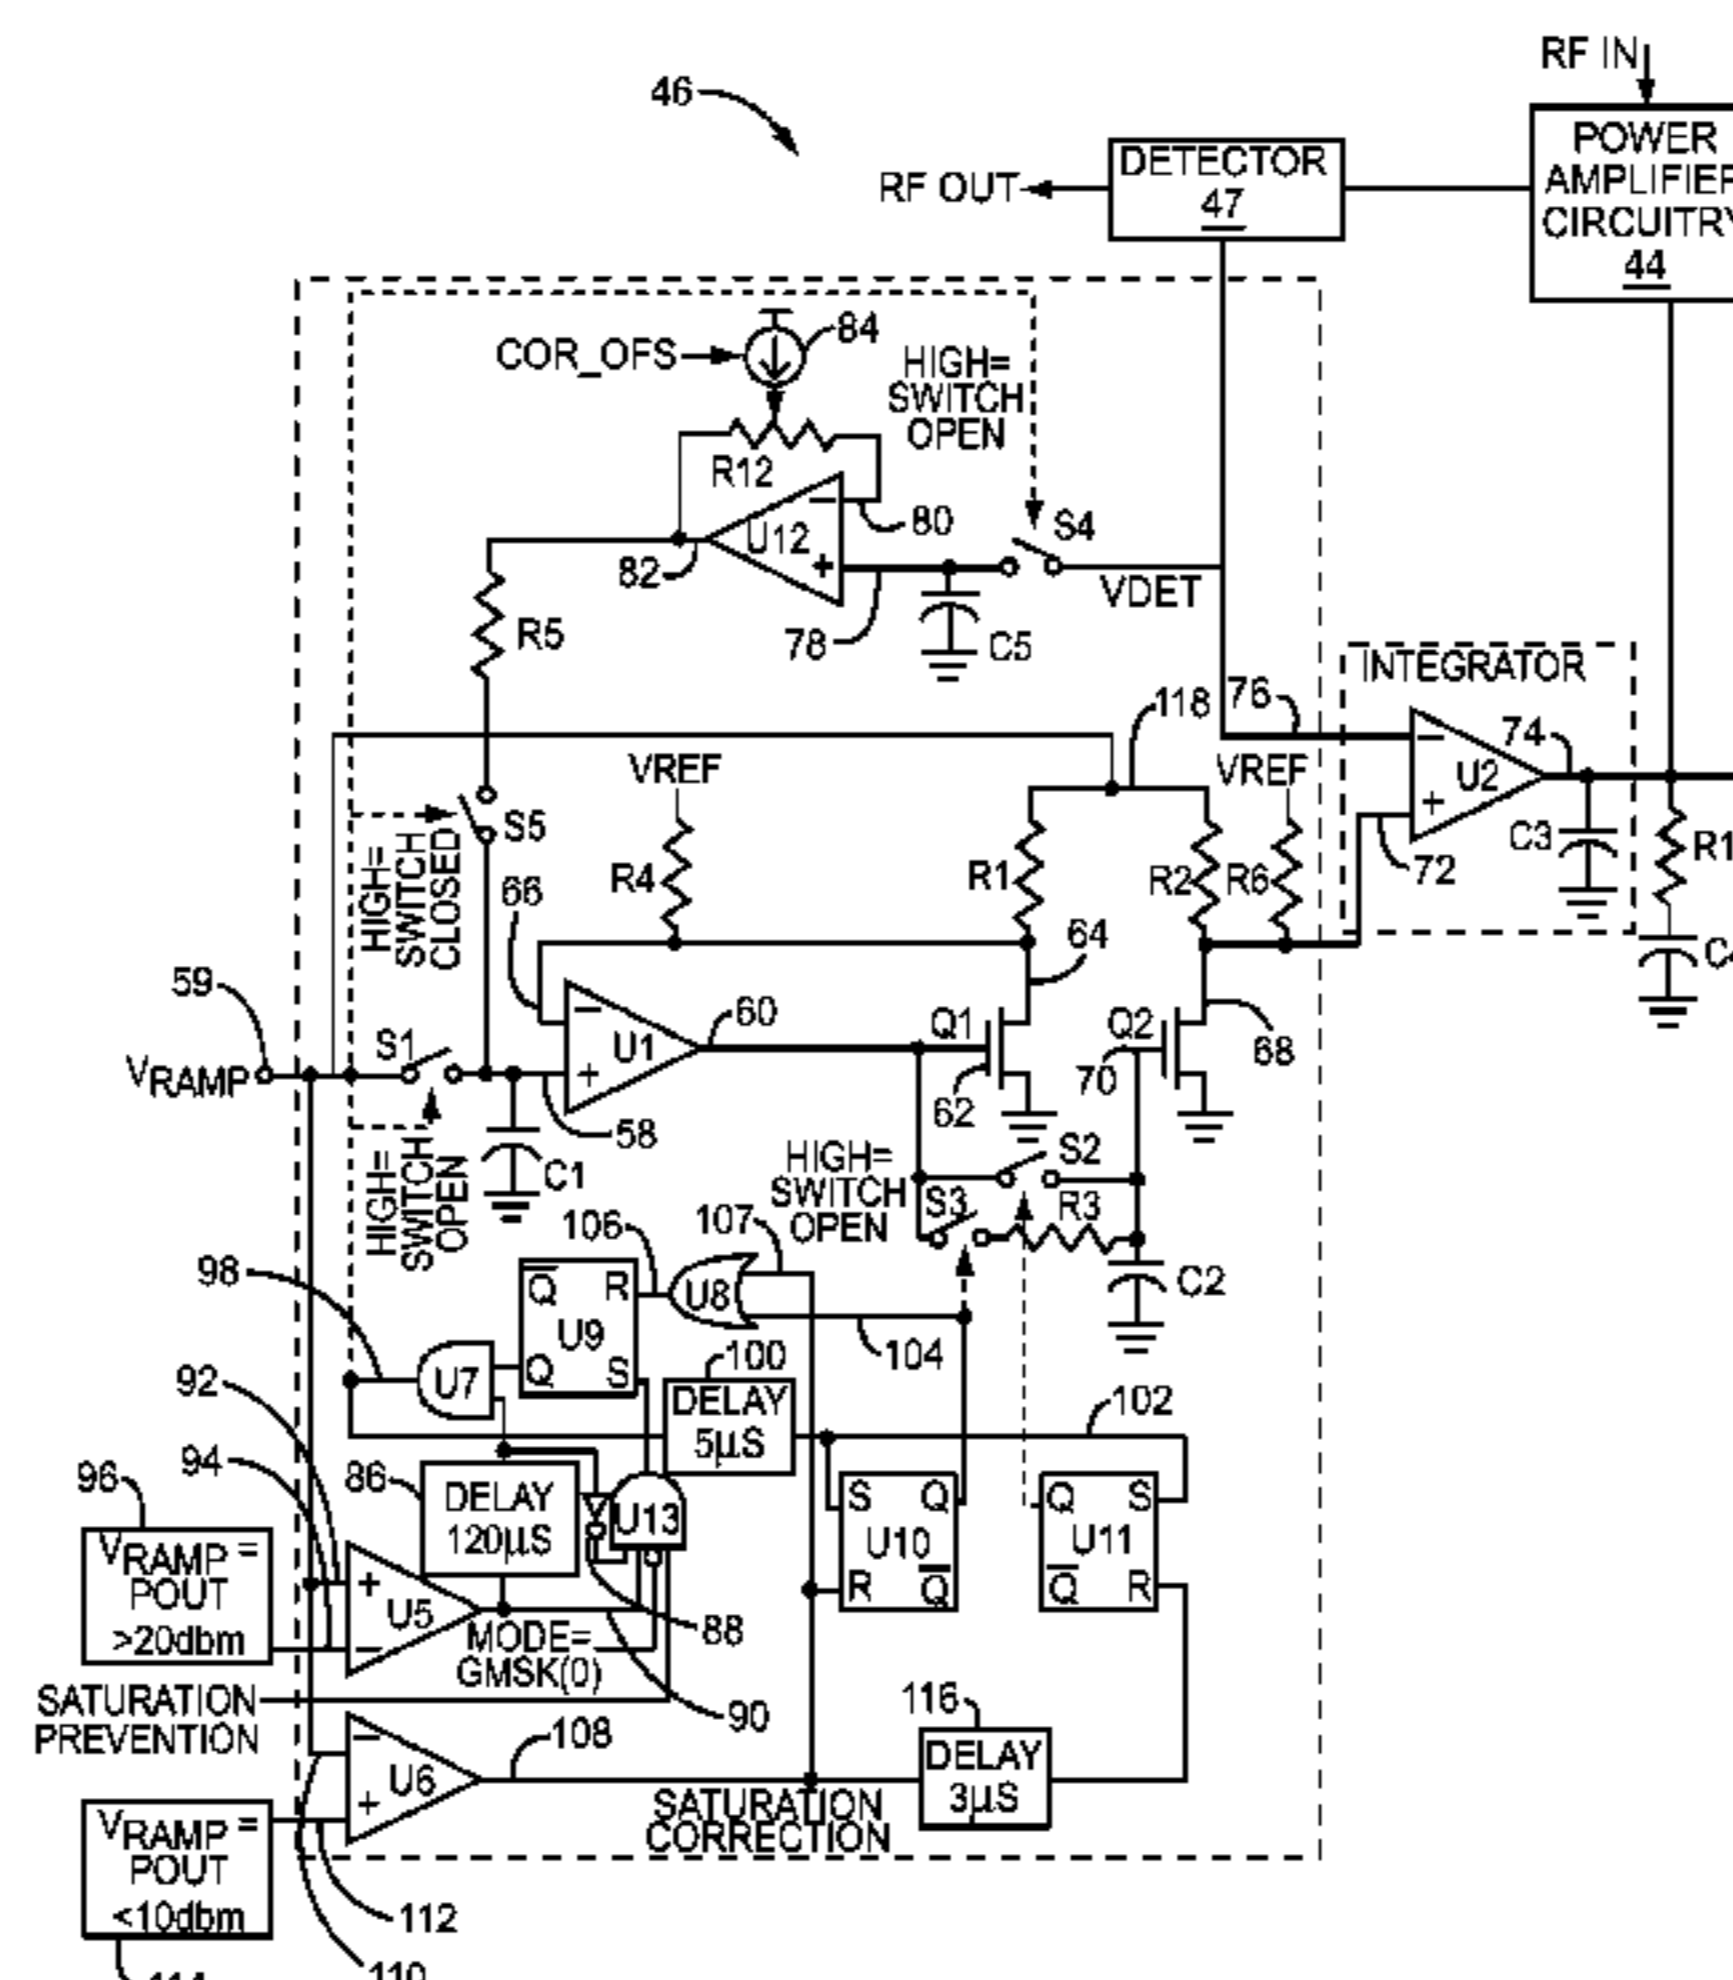 RF IN
46
POWER
DETECTOR
AMPLIFIER
RF OUT
47
CIRCUITRY
44
84
COR_OFS
HIGH=
SWITCH
OPEN
R12
80
S4
U12
82
VDET
R5
78
C5
INTEGRATOR
118
76
74
VREF
VREF
U2
S5
C3
HIGH=
SWITCH
CLOSED
R4
R1
R2
R6
72
R1
66
64
C4
59
60
Q1
Q2
S1
U1
68
VRAMP
70
62
58
HIGH=
SWITCH
OPEN
C1
HIGH=
SWITCH
OPEN
S2
S3
R3
106
107
98
Q
R
U8
C2
U9
104
100
92
U7
Q
S
DELAY
5µS
102
94
96
86
DELAY
120µS
U13
S
Q
Q
S
VRAMP =
POUT
>20dbm
U10
U11
R
Q
Q
R
U5
88
MODE=
GMSK(0)
SATURATION
PREVENTION
90
116
108
DELAY
3µS
U6
VRAMP =
POUT
<10dbm
SATURATION
CORRECTION
112
110
114